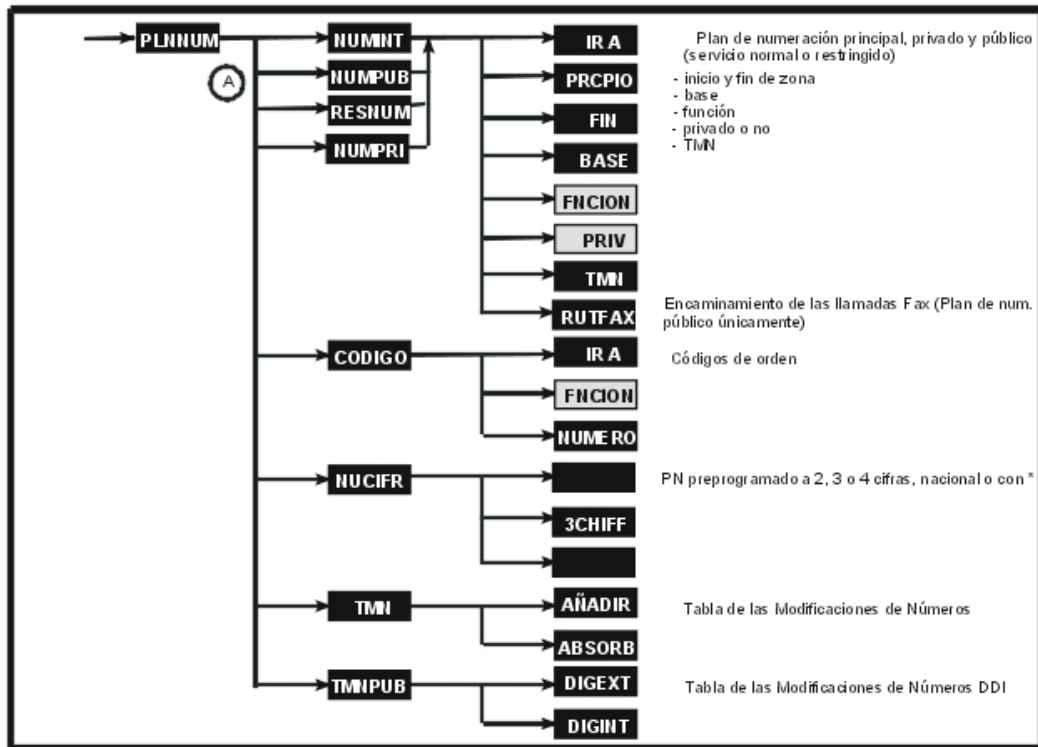 PLNNUM
A
NUMINT
NUMPUB
RESNUM
NUMPRI
IRA
PRCPIO
FIN
BASE
FNCION
PRIV
TMN
RUTFAX
Plan de numeración principal, privado y público
(servicio normal o restringido)
- inicio y fin de zona
- base
- función
- privado o no
- TMN
Encaminamiento de las llamadas Fax (Plan de num.
público únicamente)
CODIGO
IRA
FNCION
NUMERO
Códigos de orden
NUCIFR
3CHIFF
PN preprogramado a 2, 3 o 4 cifras, nacional o con *
TMN
AÑADIR
ABSORB
Tabla de las Modificaciones de Números
TMNPUB
DIGEXT
DIGINT
Tabla de las Modificaciones de Números DDI